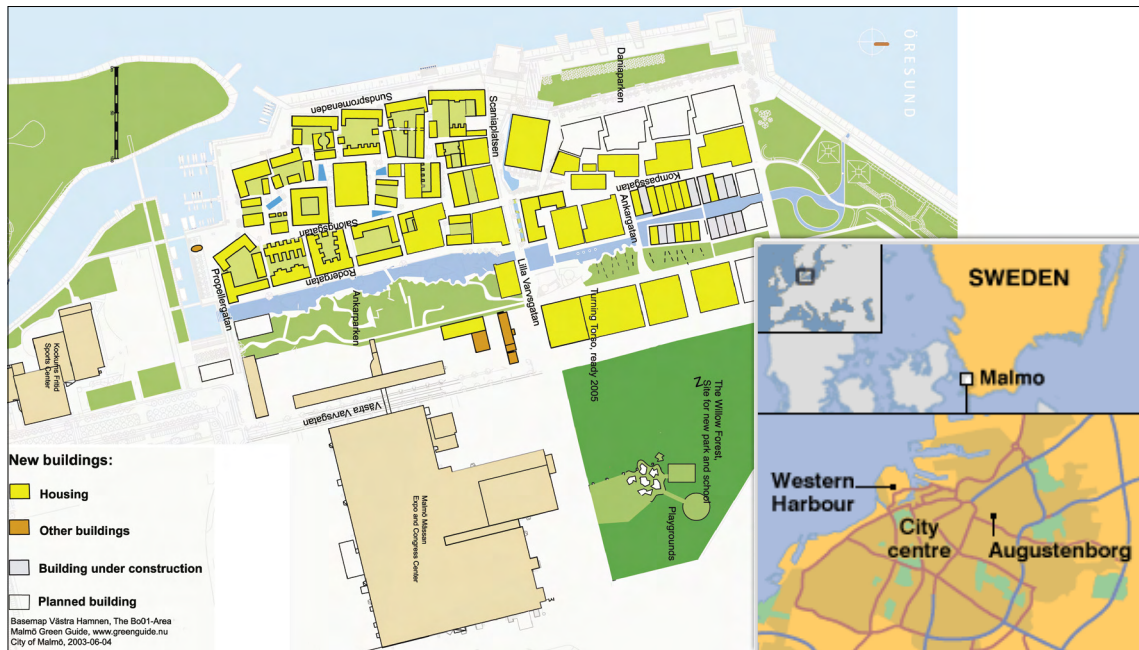 ÖRESUND
Daniaparken
Sundspromenaden
Scaniaplatsen
Kompassgatan
Ankargatan
Salongsgatan
Rodergatan
Propellergatan
Ankarparken
Lilla Varvsgatan
Turning Torso, ready 2005
Kockums Fritid
Sports Center
Västra Varvsgatan
The Willow Forest,
Site for new park and school
N
Playgrounds
Malmö Mässan
Expo and Congress Center
New buildings:
Housing
Other buildings
Building under construction
Planned building
Basemap Västra Hamnen, The Bo01-Area
Malmö Green Guide, www.greenguide.nu
City of Malmö, 2003-06-04
SWEDEN
Malmo
Western
Harbour
City
centre
Augustenborg